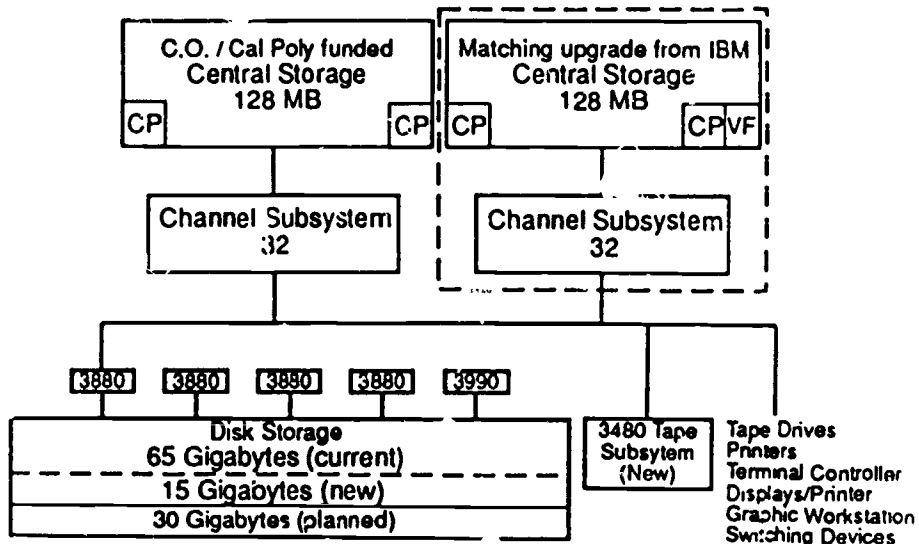 C.O. / Cal Poly funded
Central Storage
128 MB
CP
CP
Matching upgrade from IBM
Central Storage
128 MB
CP
CP
VF
Channel Subsystem
32
Channel Subsystem
32
3880
3880
3880
3880
3990
Disk Storage
65 Gigabytes (current)
15 Gigabytes (new)
30 Gigabytes (planned)
3480 Tape
Subsytem
(New)
Tape Drives
Printers
Terminal Controller
Displays/Printer
Graphic Workstation
Switching Devices